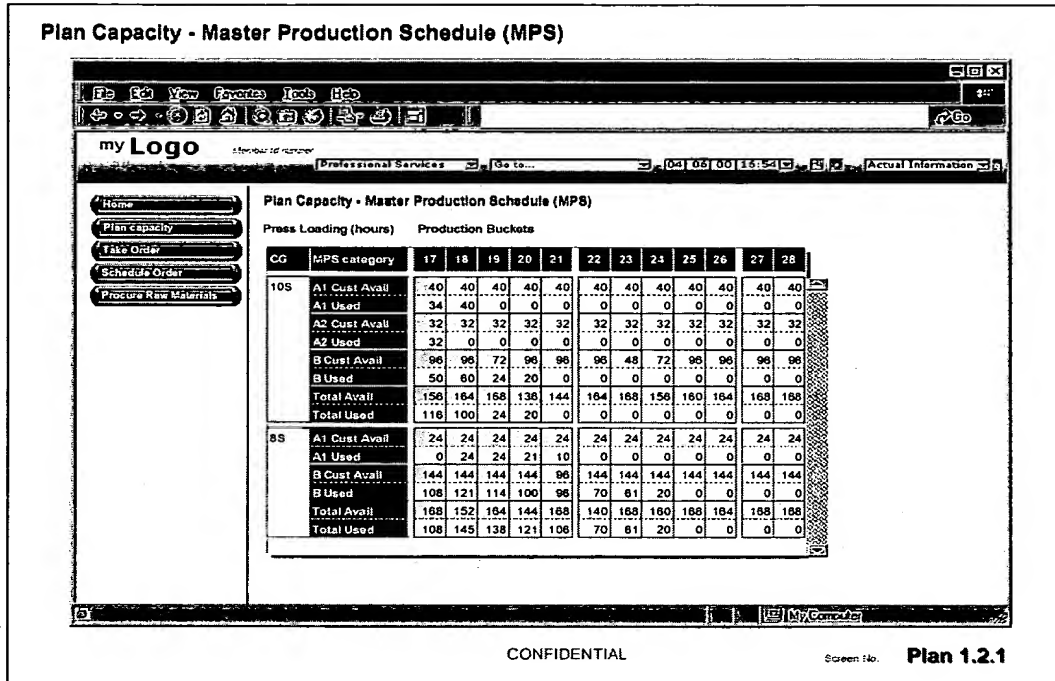 Plan Capacity - Master Production Schedule (MPS)
File Edit View Favorites Tools Help
Go
my Logo Member id number
Professional Services Go to... 04 06 00 16:54 Actual Information
Home
Plan capacity
Take Order
Schedule Order
Procure Raw Materials
Plan Capacity - Master Production Schedule (MPS)
Press Loading (hours) Production Buckets
CG MPS category 17 18 19 20 21 22 23 24 25 26 27 28
10S A1 Cust Avail 40 40 40 40 40 40 40 40 40 40 40 40
A1 Used 34 40 0 0 0 0 0 0 0 0 0 0
A2 Cust Avail 32 32 32 32 32 32 32 32 32 32 32 32
A2 Used 32 0 0 0 0 0 0 0 0 0 0 0
B Cust Avail 96 96 72 96 96 96 48 72 96 96 96 96
B Used 50 60 24 20 0 0 0 0 0 0 0 0
Total Avail 156 164 168 138 144 164 168 156 160 164 168 168
Total Used 116 100 24 20 0 0 0 0 0 0 0 0
8S A1 Cust Avail 24 24 24 24 24 24 24 24 24 24 24 24
A1 Used 0 24 24 21 10 0 0 0 0 0 0 0
B Cust Avail 144 144 144 144 96 144 144 144 144 144 144 144
B Used 108 121 114 100 96 70 61 20 0 0 0 0
Total Avail 168 152 164 144 168 140 168 160 168 164 168 168
Total Used 108 145 138 121 106 70 61 20 0 0 0 0
My Computer
CONFIDENTIAL
Screen No. Plan 1.2.1